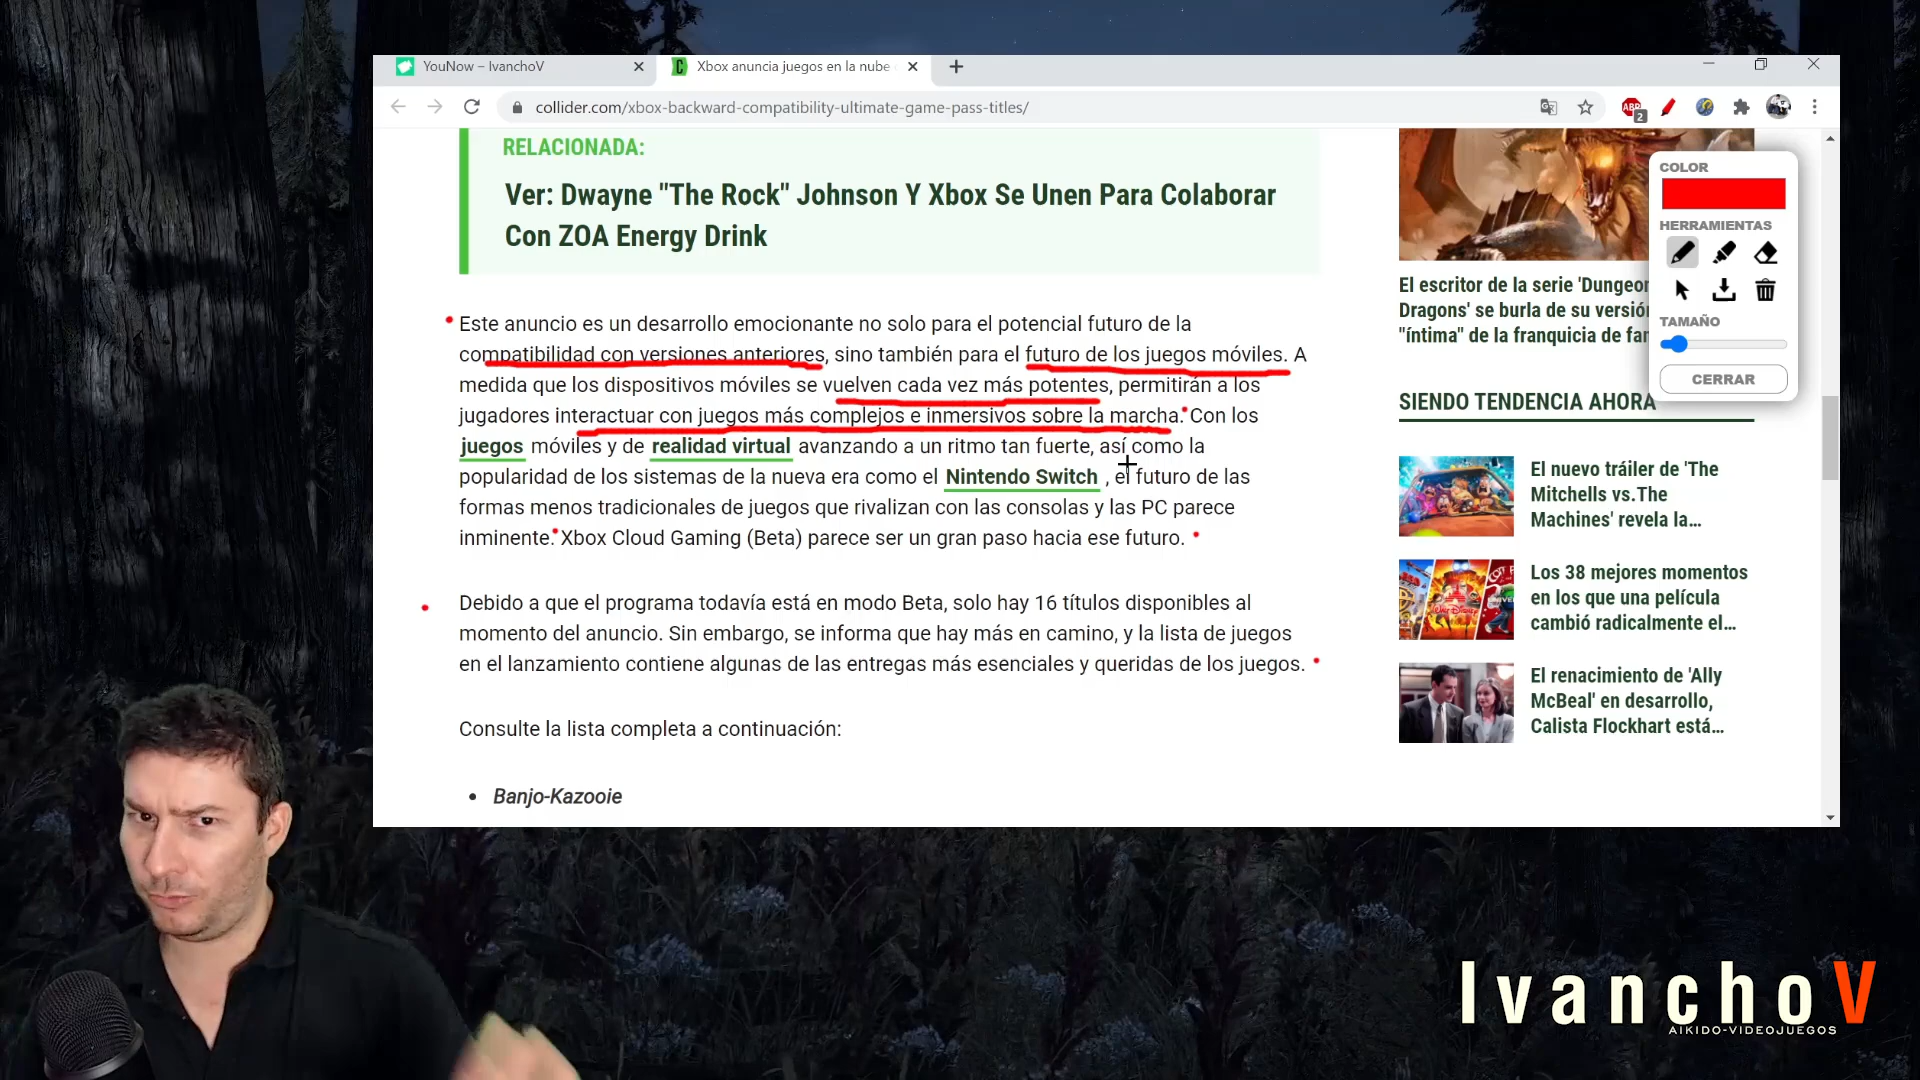 YouNow – IvanchoV
Xbox anuncia juegos en la nube
collider.com/xbox-backward-compatibility-ultimate-game-pass-titles/
ABP
2
RELACIONADA:
Ver: Dwayne "The Rock" Johnson Y Xbox Se Unen Para Colaborar
Con ZOA Energy Drink
Este anuncio es un desarrollo emocionante no solo para el potencial futuro de la
compatibilidad con versiones anteriores, sino también para el futuro de los juegos móviles. A
medida que los dispositivos móviles se vuelven cada vez más potentes, permitirán a los
jugadores interactuar con juegos más complejos e inmersivos sobre la marcha. Con los
juegos móviles y de realidad virtual avanzando a un ritmo tan fuerte, así como la
popularidad de los sistemas de la nueva era como el Nintendo Switch , el futuro de las
formas menos tradicionales de juegos que rivalizan con las consolas y las PC parece
inminente. Xbox Cloud Gaming (Beta) parece ser un gran paso hacia ese futuro.
Debido a que el programa todavía está en modo Beta, solo hay 16 títulos disponibles al
momento del anuncio. Sin embargo, se informa que hay más en camino, y la lista de juegos
en el lanzamiento contiene algunas de las entregas más esenciales y queridas de los juegos.
Consulte la lista completa a continuación:
• Banjo-Kazooie
El escritor de la serie 'Dungeon
Dragons' se burla de su versió
"íntima" de la franquicia de fan
SIENDO TENDENCIA AHORA
El nuevo tráiler de 'The
Mitchells vs.The
Machines' revela la...
Los 38 mejores momentos
en los que una película
cambió radicalmente el...
El renacimiento de 'Ally
McBeal' en desarrollo,
Calista Flockhart está...
COLOR
HERRAMIENTAS
TAMAÑO
CERRAR
IvanchoV
AIKIDO-VIDEOJUEGOS